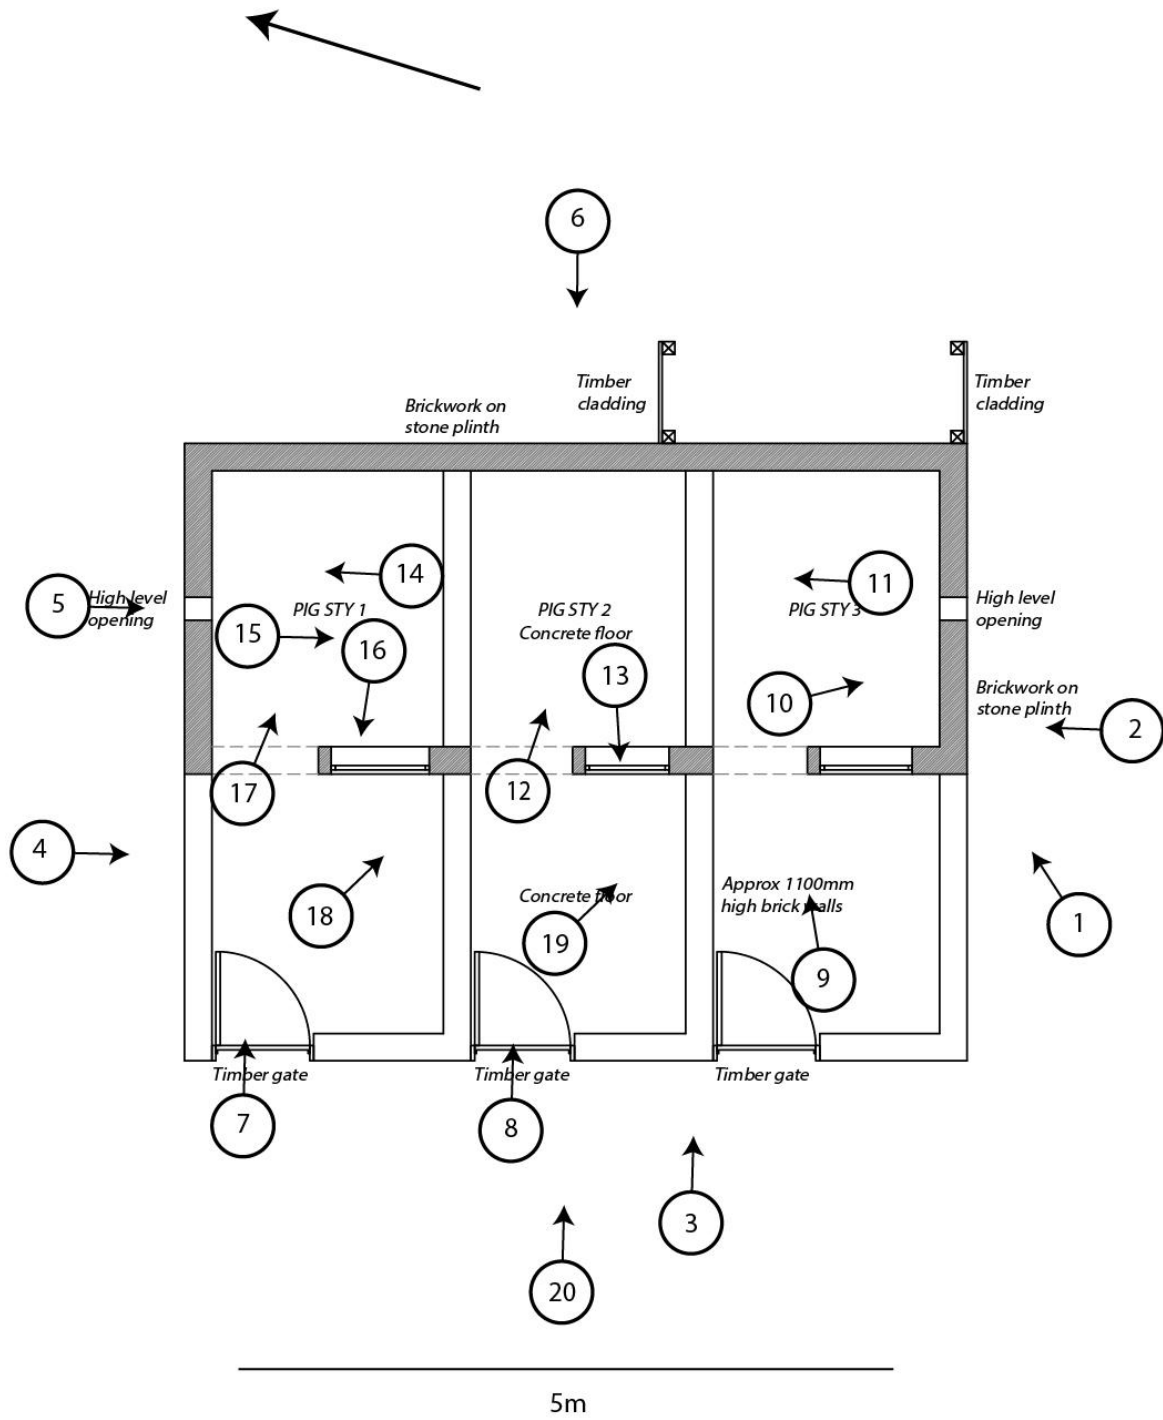 6
Timber
cladding
Timber
cladding
Brickwork on
stone plinth
14
11
5
High level
opening
PIG STY 1
PIG STY 2
Concrete floor
PIG STY 3
High level
opening
15
16
13
10
Brickwork on
stone plinth
2
17
12
4
18
Concrete floor
19
Approx 1100mm
high brick walls
9
1
Timber gate
Timber gate
Timber gate
7
8
3
20
5m